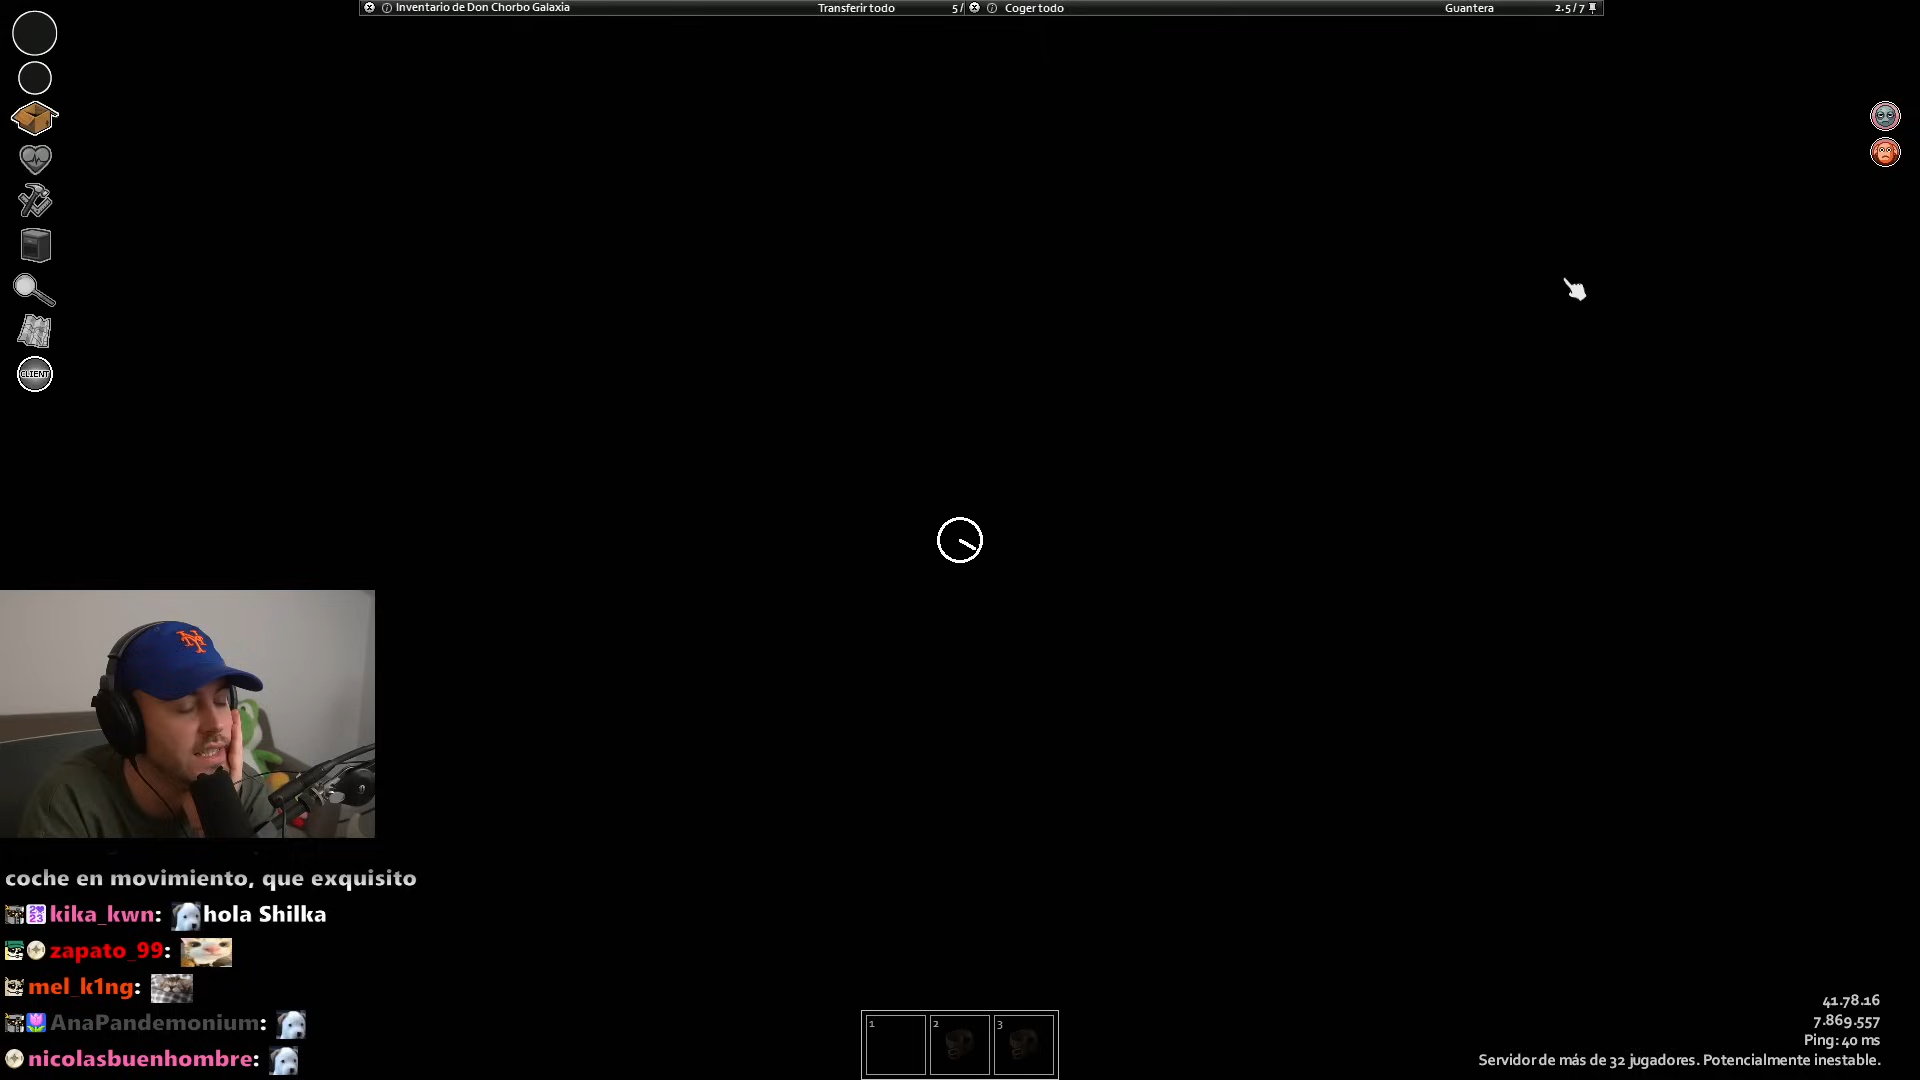 Inventario de Don Chorbo Galaxia
Transferir todo
5/
Coger todo
Guantera
2.5/7
CLIENT
NY
coche en movimiento, que exquisito
2023
kika_kwn: hola Shilka
zapato_99:
mel_k1ng:
AnaPandemonium:
nicolasbuenhombre:
1
2
3
41.78.16
7.869.557
Ping: 40 ms
Servidor de más de 32 jugadores. Potencialmente inestable.